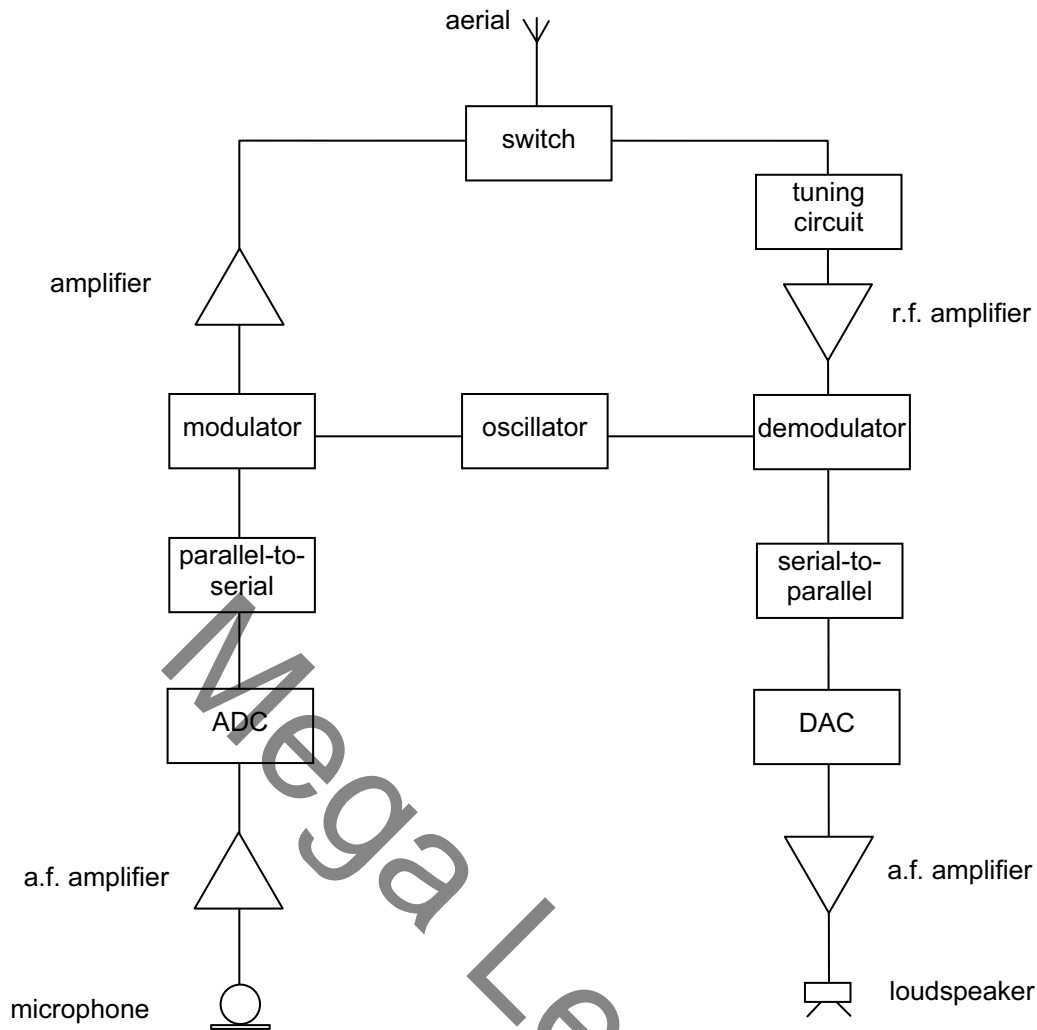 aerial
switch
tuning
circuit
amplifier
r.f. amplifier
modulator
oscillator
demodulator
parallel-to-
serial
serial-to-
parallel
ADC
DAC
a.f. amplifier
a.f. amplifier
microphone
loudspeaker
Mega Le